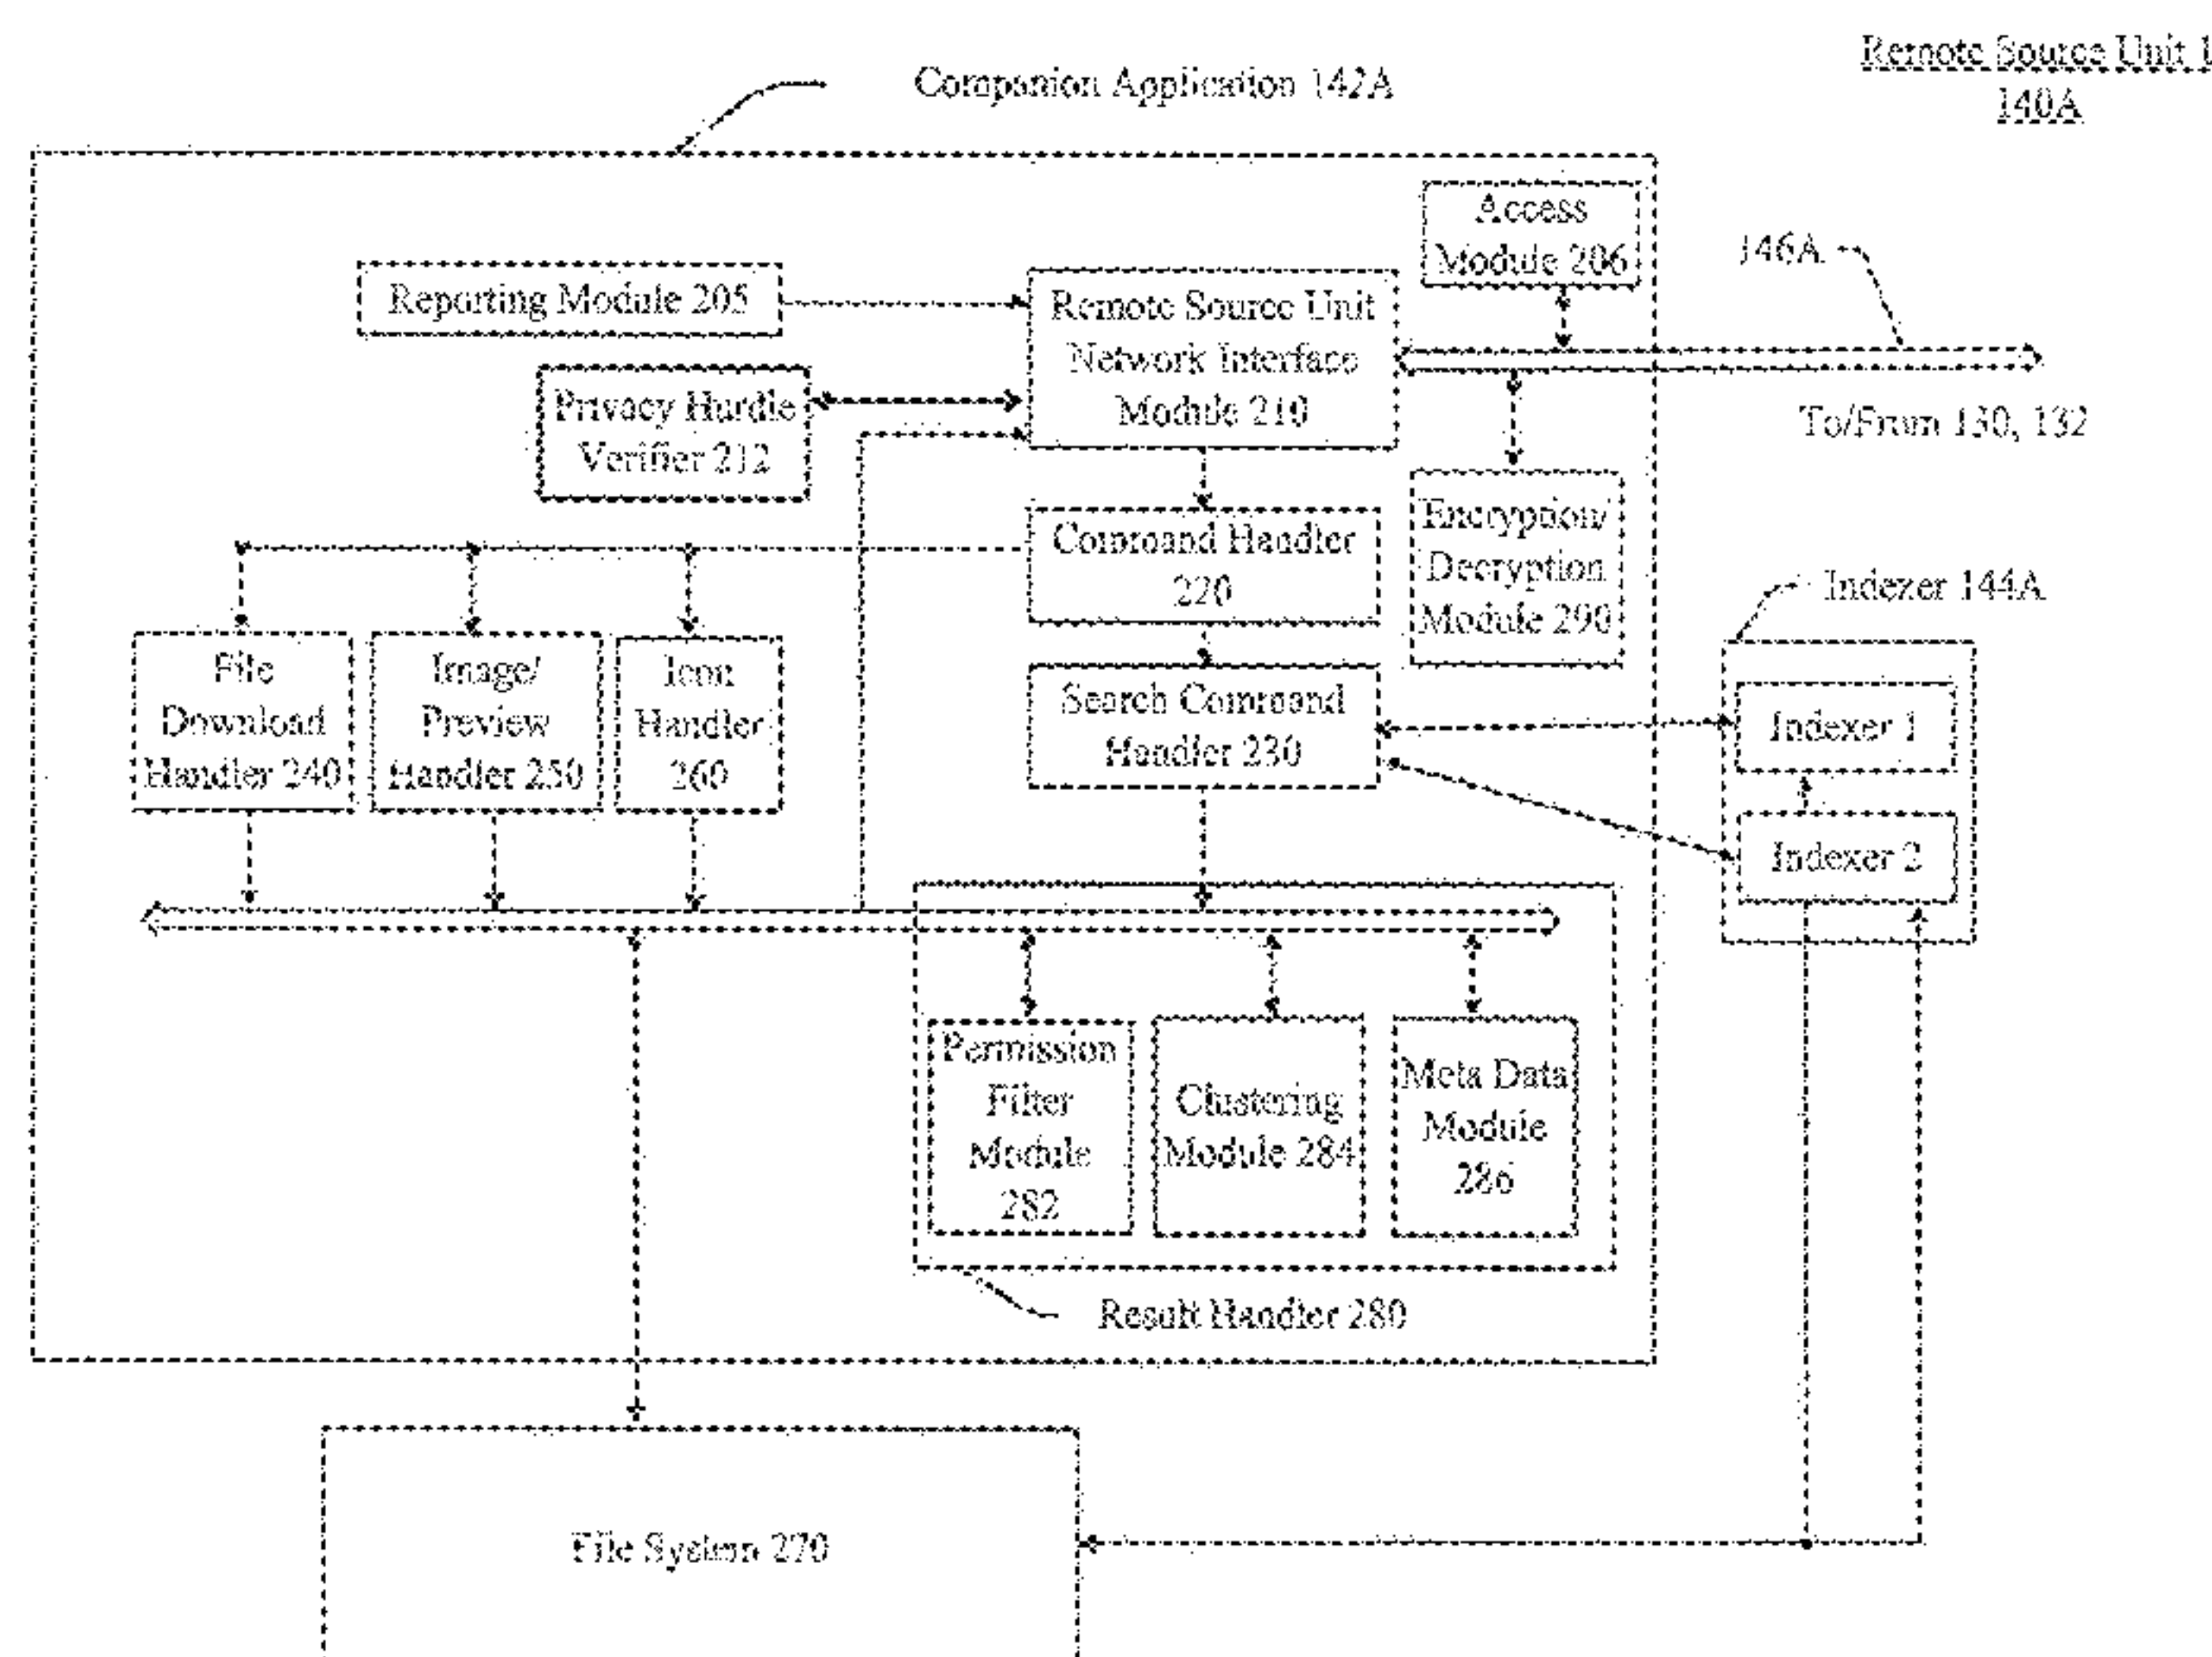 Remote Source Unit 1
140A
Companion Application 142A
Access
Module 206
146A
Reporting Module 205
Remote Source Unit
Network Interface
Module 210
Privacy Hurdle
Verifier 212
To/From 130, 132
Command Handler
220
Encryption/
Decryption
Module 290
Indexer 144A
File
Download
Handler 240
Image/
Preview
Handler 250
Icon
Handler
260
Search Command
Handler 230
Indexer 1
Indexer 2
Permission
Filter
Module
282
Clustering
Module 284
Meta Data
Module
286
Result Handler 280
File System 270